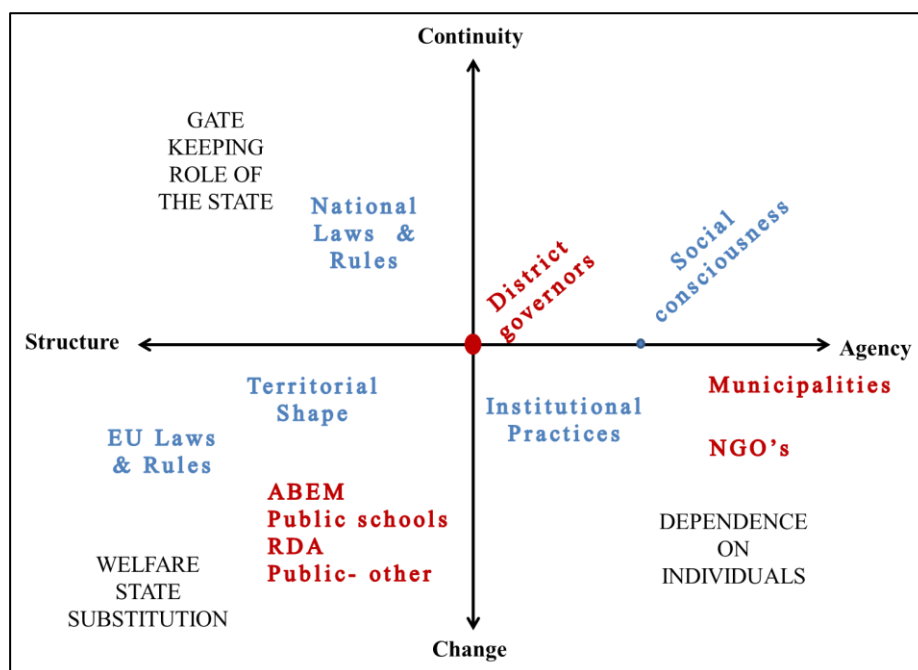 Continuity
GATE
KEEPING
ROLE OF
THE STATE
National
Laws & 
Rules
District
governors
Social
consciousness
Structure
Agency
Territorial
Shape
Institutional
Practices
Municipalities
EU Laws
& Rules
NGO's
ABEM
Public schools
RDA
Public- other
WELFARE
STATE
SUBSTITUTION
DEPENDENCE
ON
INDIVIDUALS
Change